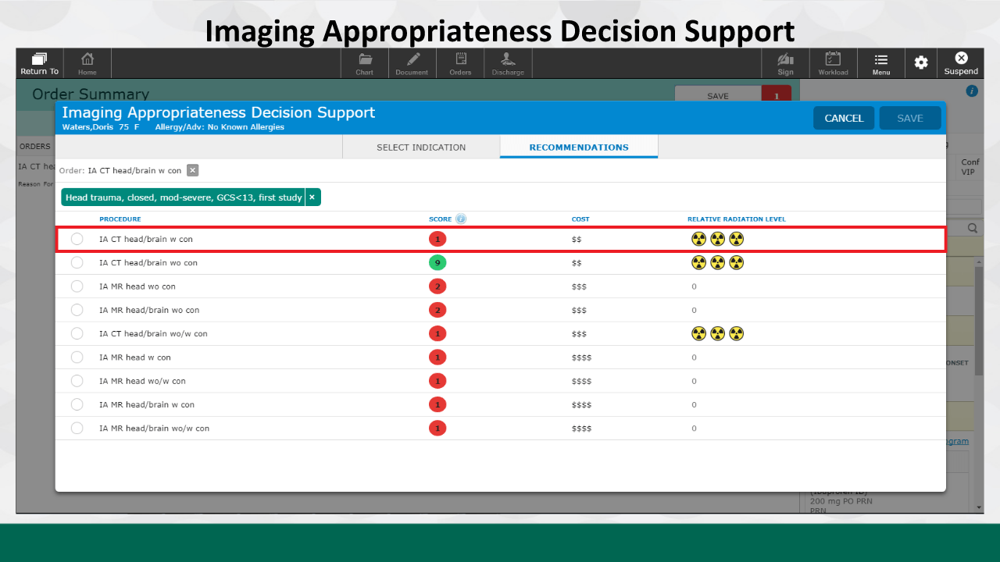 Imaging Appropriateness Decision Support
Return To Home Chart Document Orders Discharge Sign Workload Menu Suspend
Order Summary SAVE 1
Imaging Appropriateness Decision Support
Waters,Doris 75 F Allergy/Adv: No Known Allergies
CANCEL SAVE
SELECT INDICATION RECOMMENDATIONS
ORDERS
IA CT hea
Reason For
Conf
VIP
Order: IA CT head/brain w con ×
Head trauma, closed, mod-severe, GCS<13, first study ×
PROCEDURE SCORE ? COST RELATIVE RADIATION LEVEL
IA CT head/brain w con 1 $$
IA CT head/brain wo con 9 $$
IA MR head wo con 2 $$$ 0
IA MR head/brain wo con 2 $$$ 0
IA CT head/brain wo/w con 1 $$$
IA MR head w con 1 $$$$ 0
ONSET
IA MR head wo/w con 1 $$$$ 0
IA MR head/brain w con 1 $$$$ 0
IA MR head/brain wo/w con 1 $$$$ 0
ogram
(Ibuprofen IB)
200 mg PO PRN
PRN